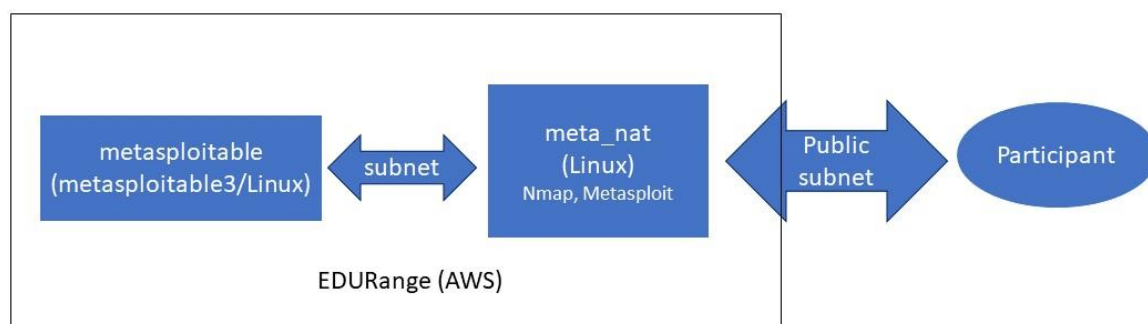 metasploitable
(metasploitable3/Linux)
subnet
meta_nat
(Linux)
Nmap, Metasploit
Public
subnet
Participant
EDURange (AWS)